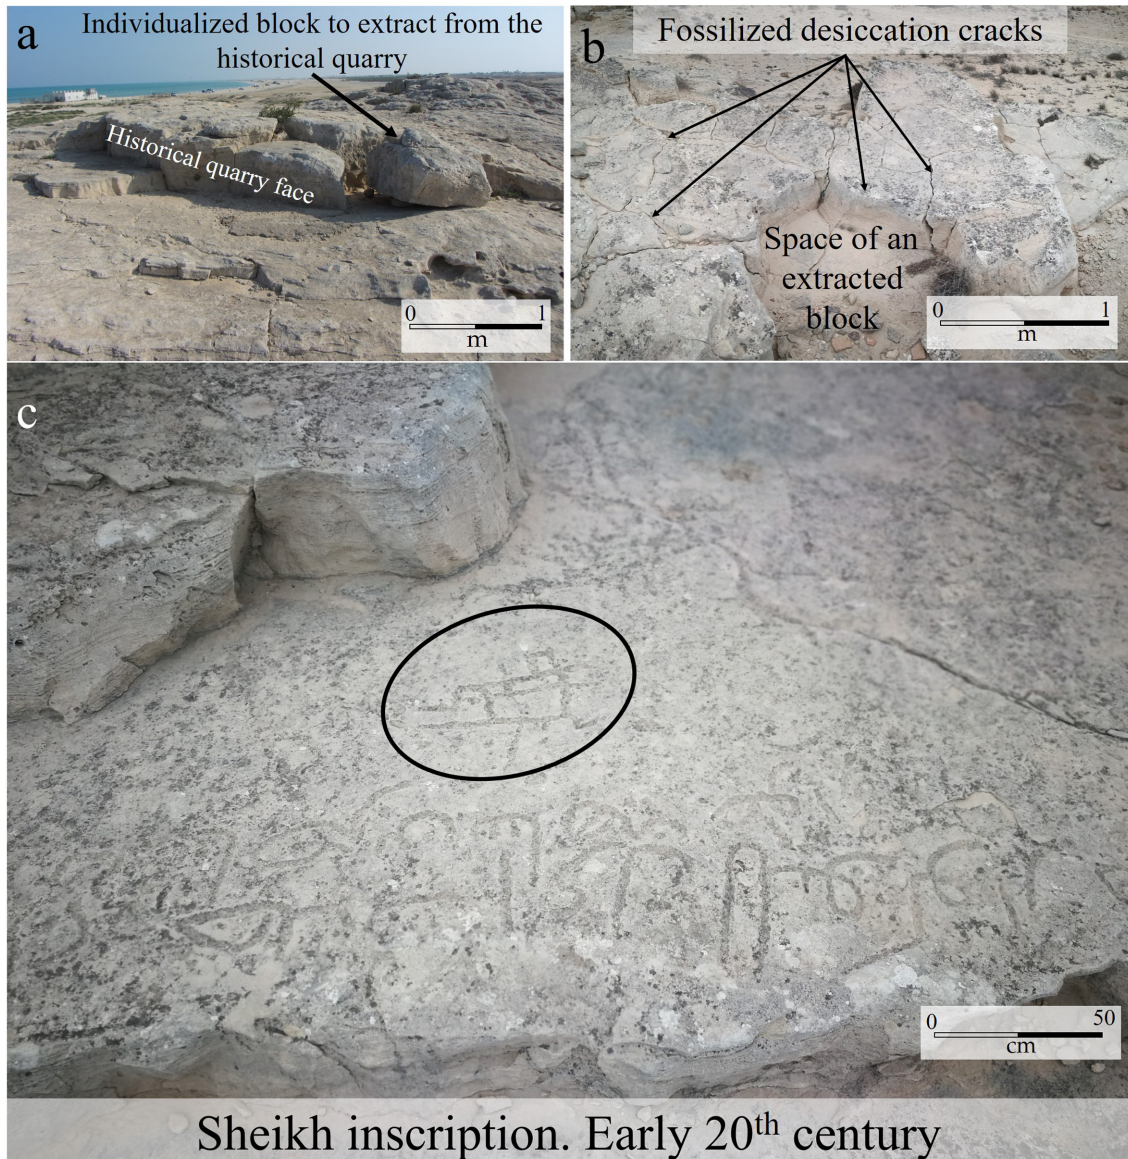 a
Individualized block to extract from the
historical quarry
Historical quarry face
0 1
m
b
Fossilized desiccation cracks
Space of an
extracted
block
0 1
m
c
0 50
cm
Sheikh inscription. Early 20th century